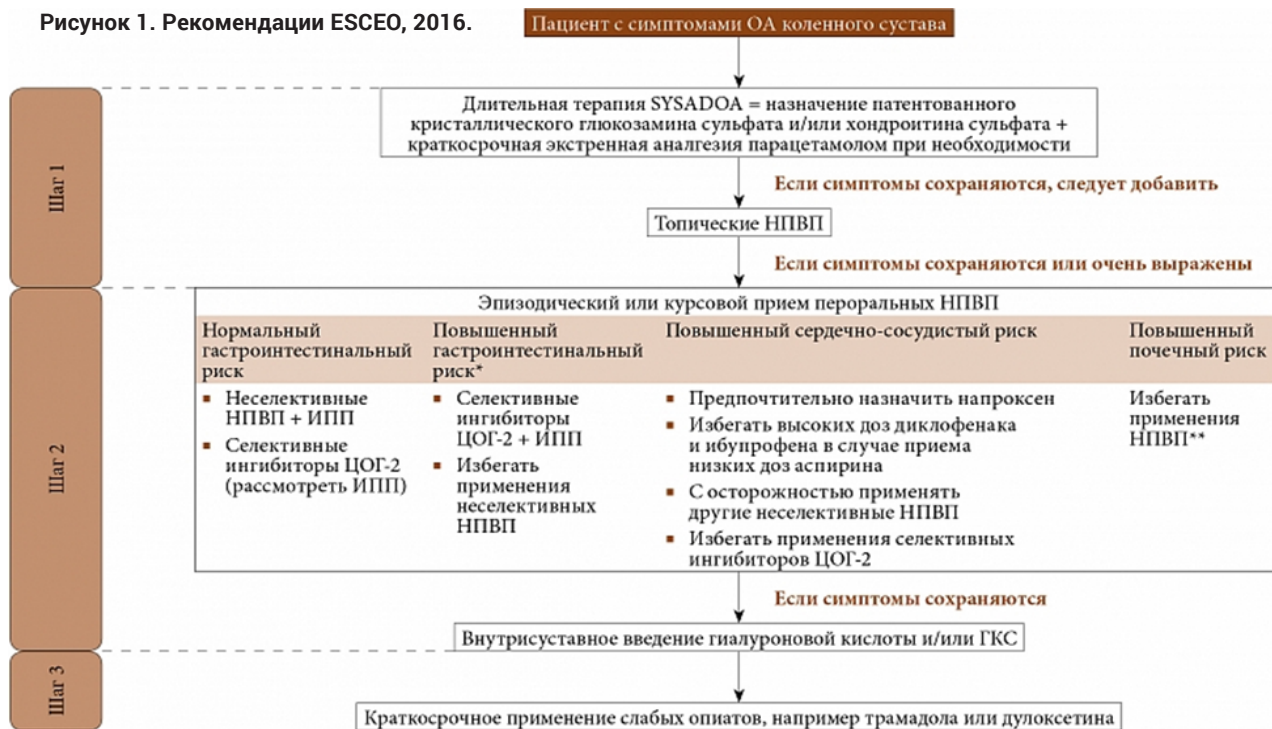 Рисунок 1. Рекомендации ESCEO, 2016.
Пациент с симптомами ОА коленного сустава
Шаг 1
Длительная терапия SYSADOA = назначение патентованного
кристаллического глюкозамина сульфата и/или хондроитина сульфата +
краткосрочная экстренная аналгезия парацетамолом при необходимости
Если симптомы сохраняются, следует добавить
Топические НПВП
Если симптомы сохраняются или очень выражены
Шаг 2
Эпизодический или курсовой прием пероральных НПВП
Нормальный
гастроинтестинальный
риск
▪ Неселективные
НПВП + ИПП
▪ Селективные
ингибиторы ЦОГ-2
(рассмотреть ИПП)
Повышенный
гастроинтестинальный
риск*
▪ Селективные
ингибиторы
ЦОГ-2 + ИПП
▪ Избегать
применения
неселективных
НПВП
Повышенный сердечно-сосудистый риск
▪ Предпочтительно назначить напроксен
▪ Избегать высоких доз диклофенака
и ибупрофена в случае приема
низких доз аспирина
▪ С осторожностью применять
другие неселективные НПВП
▪ Избегать применения селективных
ингибиторов ЦОГ-2
Повышенный
почечный риск
Избегать
применения
НПВП**
Если симптомы сохраняются
Внутрисуставное введение гиалуроновой кислоты и/или ГКС
Шаг 3
Краткосрочное применение слабых опиатов, например трамадола или дулоксетина